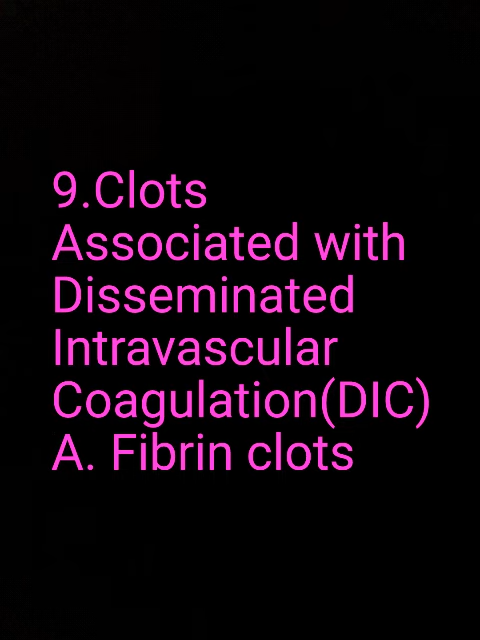 9.Clots
Associated with
Disseminated
Intravascular
Coagulation(DIC)
A. Fibrin clots